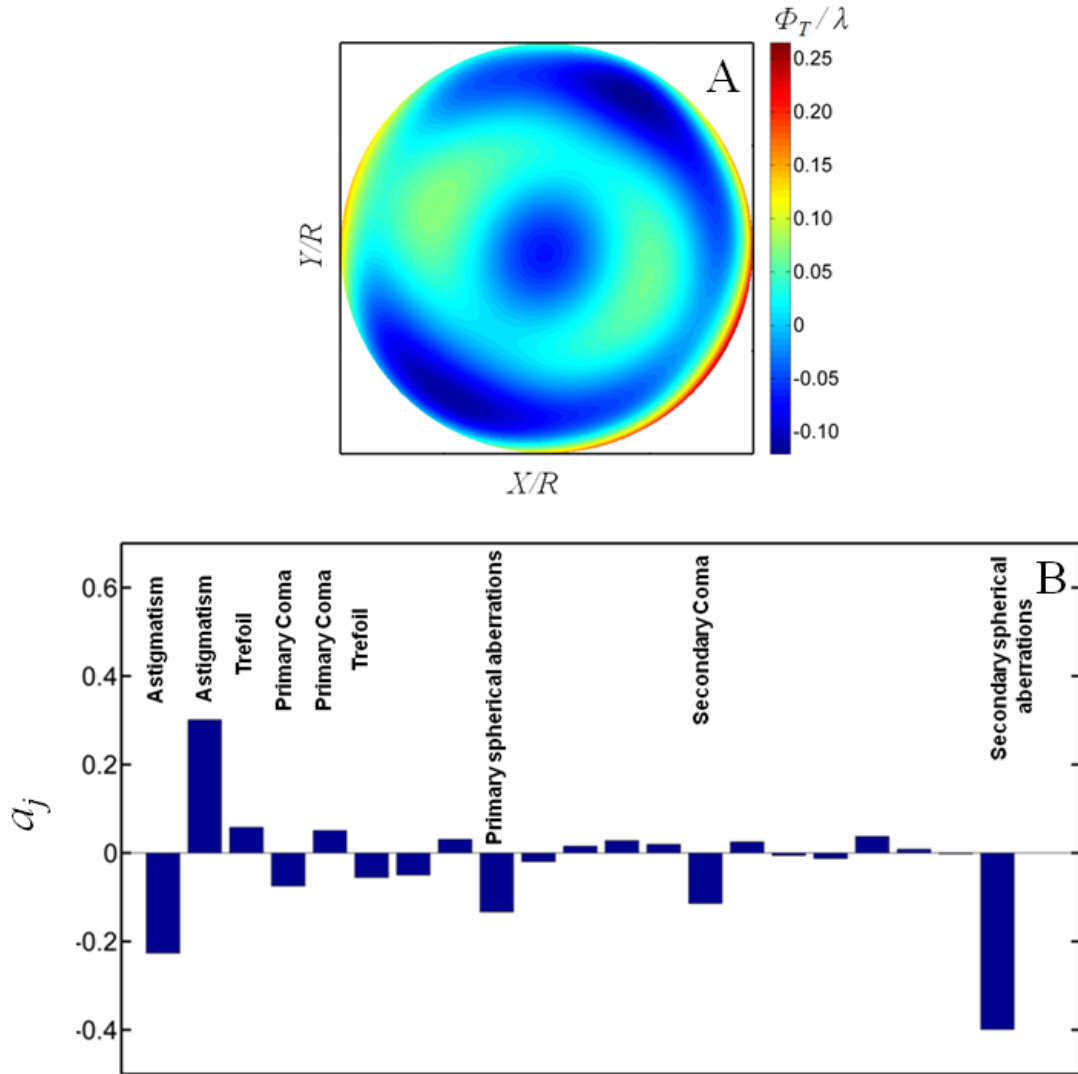 Φ_T / λ
A
0.25
0.20
0.15
0.10
0.05
0
-0.05
-0.10
Y/R
X/R
B
0.6
0.4
0.2
0
-0.2
-0.4
a_j
Astigmatism
Astigmatism
Trefoil
Primary Coma
Primary Coma
Trefoil
Primary spherical aberrations
Secondary Coma
Secondary spherical
aberrations